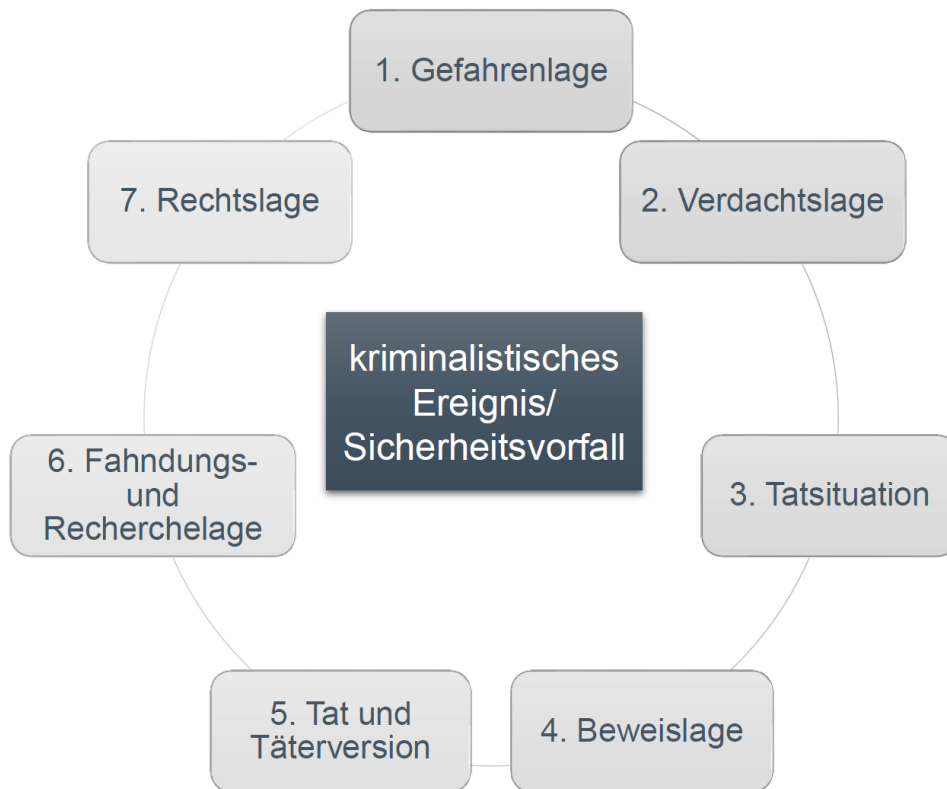 1. Gefahrenlage
2. Verdachtslage
3. Tatsituation
4. Beweislage
5. Tat und
Täterversion
6. Fahndungs-
und
Recherchelage
7. Rechtslage
kriminalistisches
Ereignis/
Sicherheitsvorfall